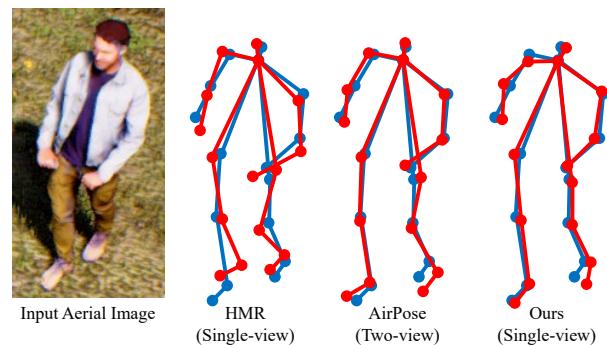 Input Aerial Image
HMR
(Single-view)
AirPose
(Two-view)
Ours
(Single-view)